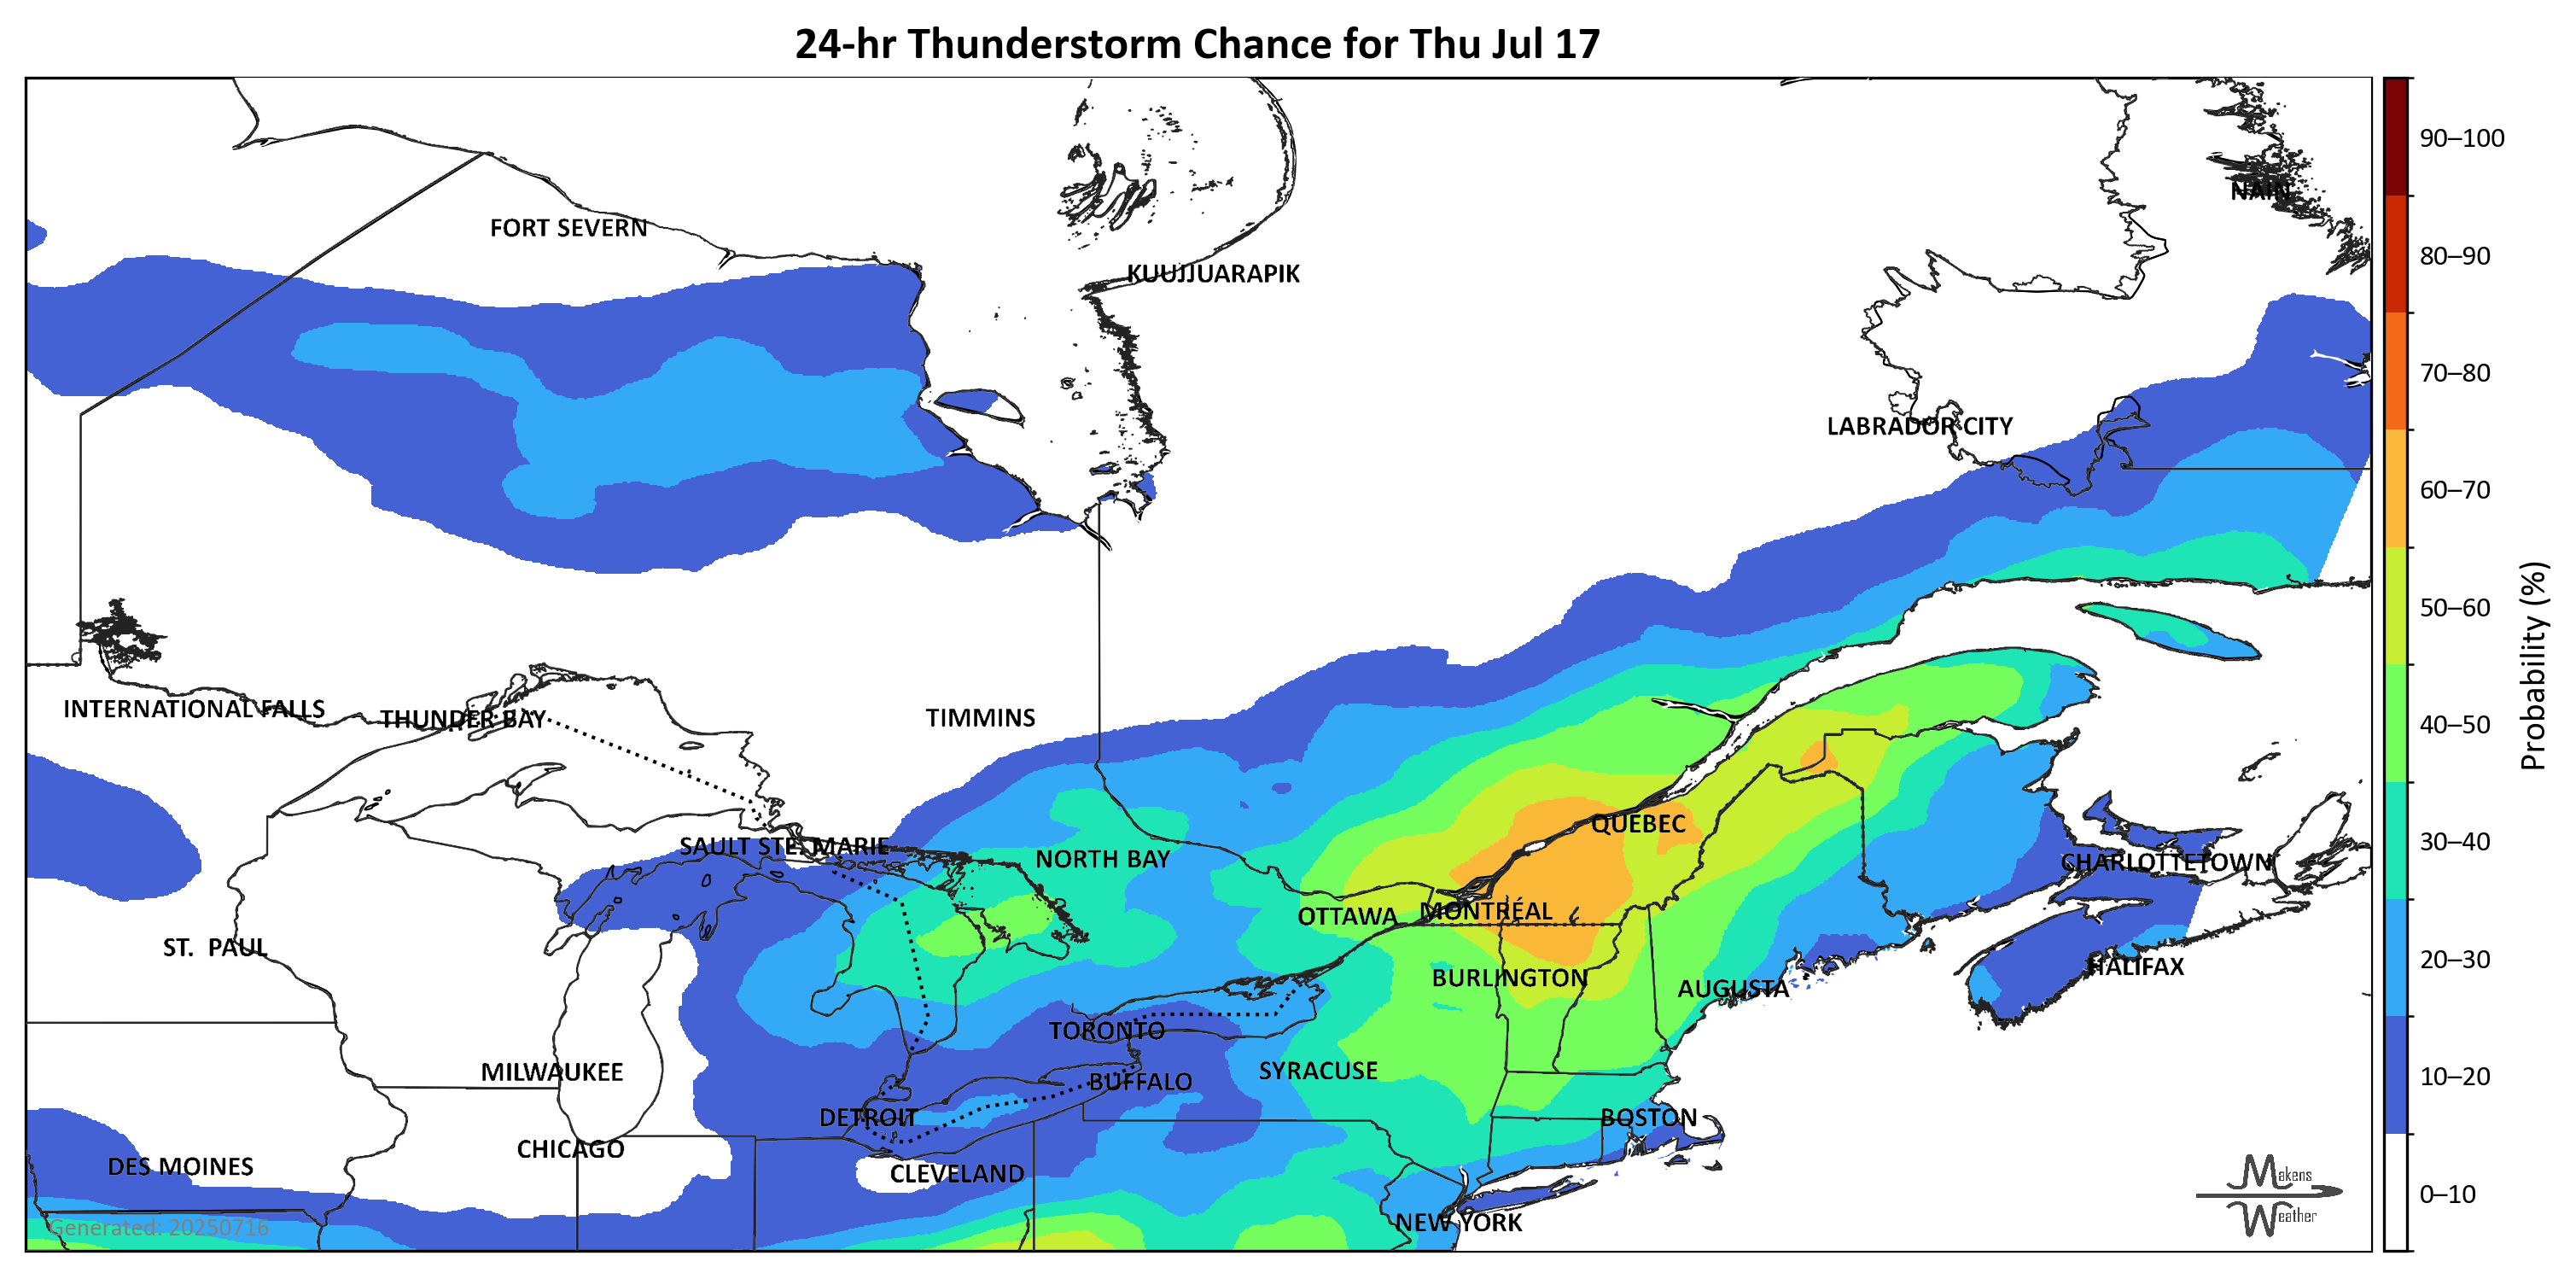 24-hr Thunderstorm Chance for Thu Jul 17
90–100
NAIN
FORT SEVERN
80–90
KUUJJUARAPIK
70–80
LABRADOR CITY
60–70
50–60
Probability (%)
INTERNATIONAL FALLS
THUNDER BAY
TIMMINS
40–50
QUEBEC
SAULT STE. MARIE
NORTH BAY
CHARLOTTETOWN
30–40
OTTAWA
MONTRÉAL
ST. PAUL
BURLINGTON
HALIFAX
20–30
AUGUSTA
TORONTO
MILWAUKEE
SYRACUSE
BUFFALO
10–20
DETROIT
BOSTON
CHICAGO
DES MOINES
CLEVELAND
Makens
Weather
0–10
NEW YORK
Generated: 20250716